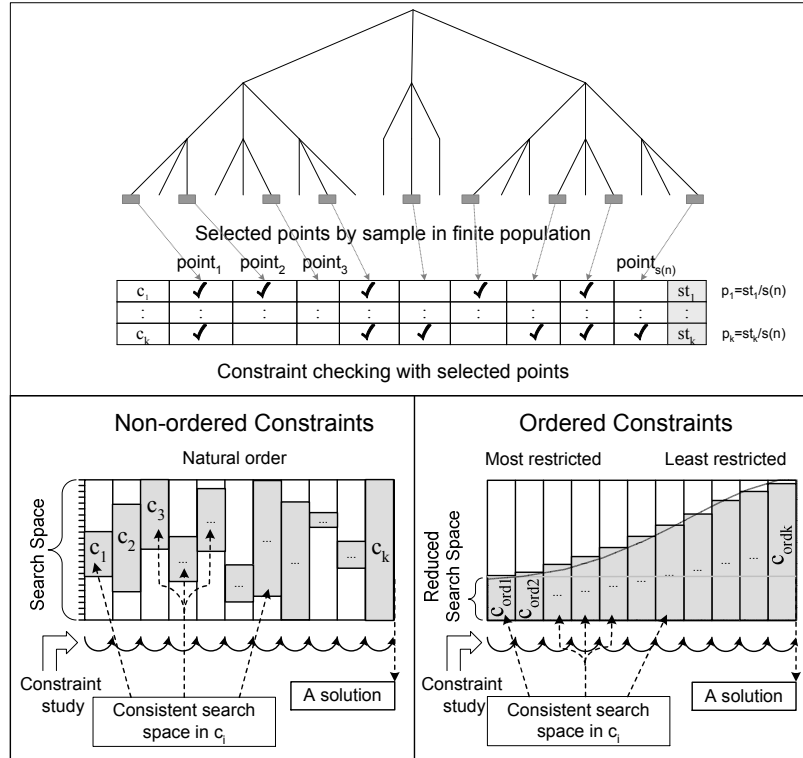 Selected points by sample in finite population
point1 point2 point3 points(n)
c1 st1 p1=st1/s(n)
: : : : : : : : : :
ck stk pk=stk/s(n)
Constraint checking with selected points
Non-ordered Constraints
Natural order
Search Space
c1
c2
c3
...
...
...
...
...
...
...
ck
Constraint
study
Consistent search
space in ci
A solution
Ordered Constraints
Most restricted Least restricted
Reduced
Search Space
cord1
cord2
...
...
...
...
...
...
...
...
cordk
Constraint
study
Consistent search
space in ci
A solution